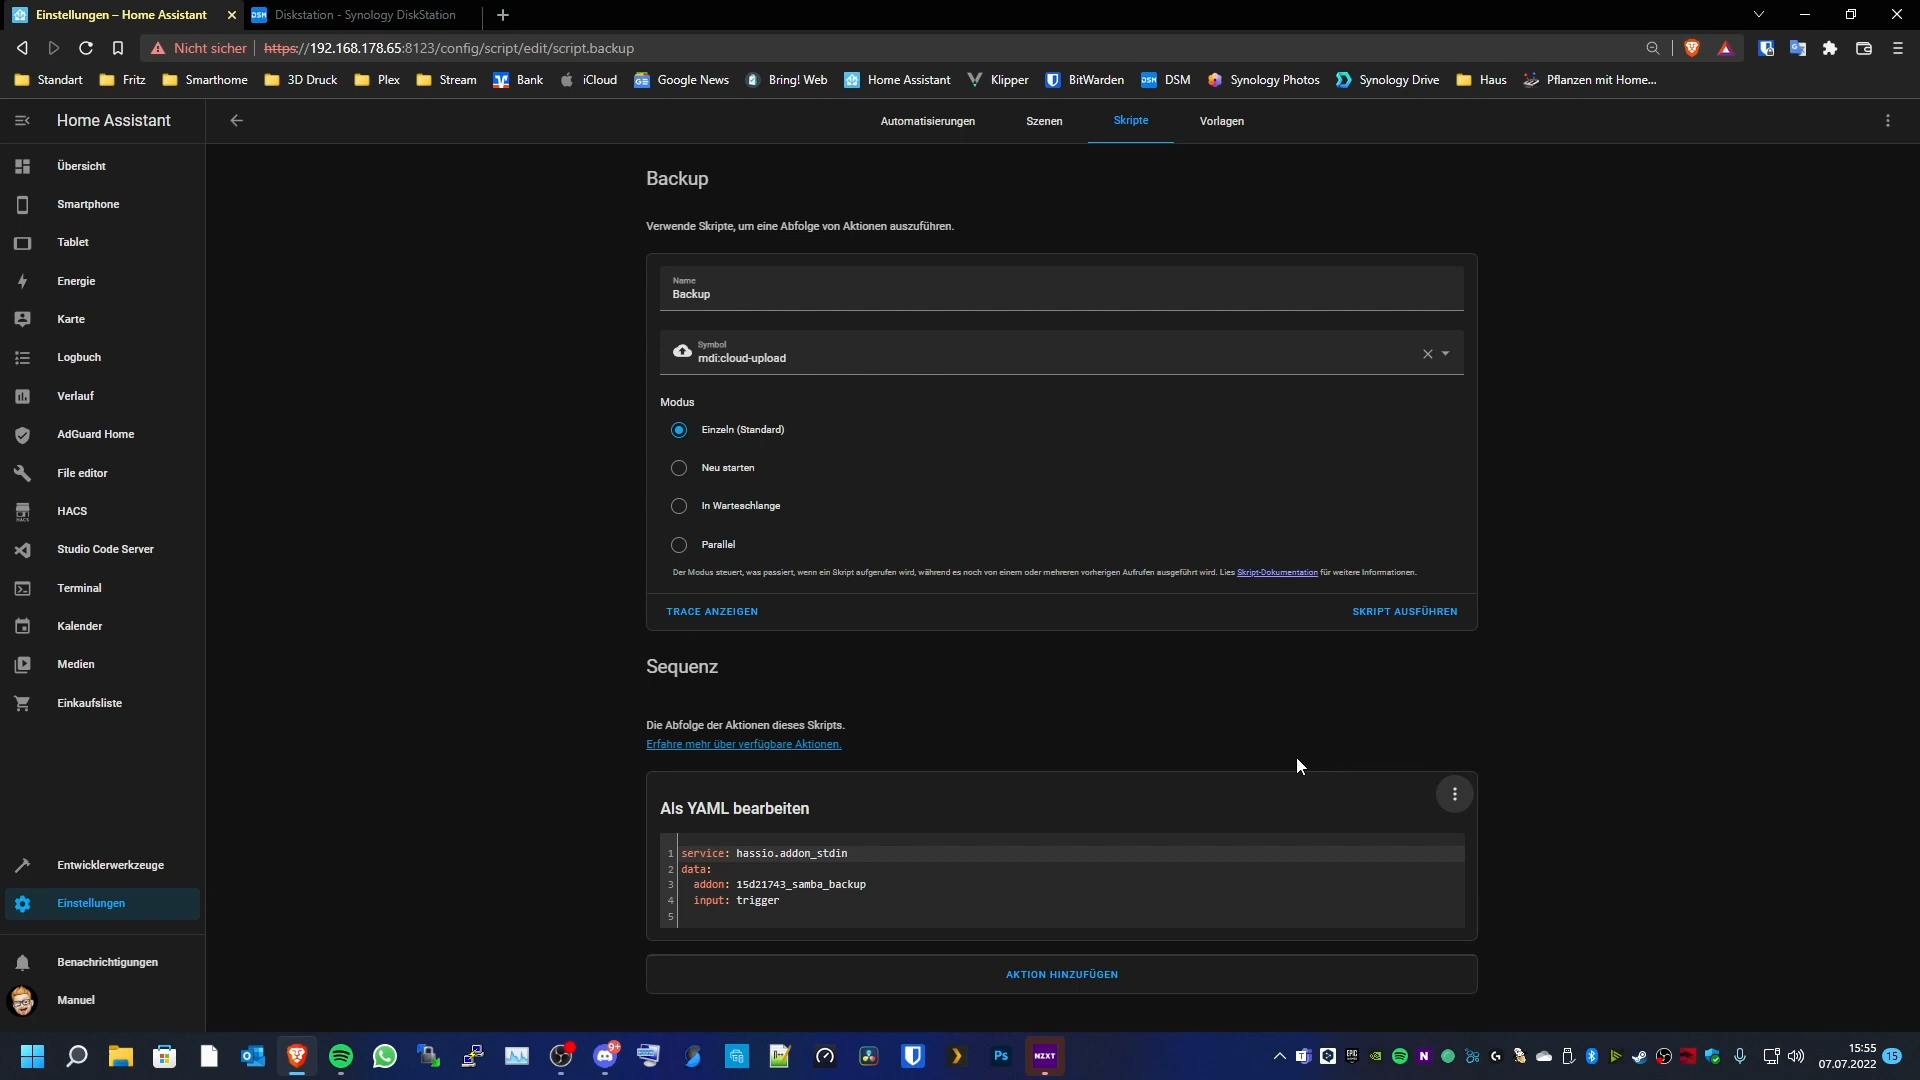 Einstellungen – Home Assistant
Diskstation - Synology DiskStation
Nicht sicher
https://192.168.178.65:8123/config/script/edit/script.backup
Standart
Fritz
Smarthome
3D Druck
Plex
Stream
Bank
iCloud
Google News
Bring! Web
Home Assistant
Klipper
BitWarden
DSM
Synology Photos
Synology Drive
Haus
Pflanzen mit Home...
Home Assistant
Automatisierungen
Szenen
Skripte
Vorlagen
Übersicht
Smartphone
Tablet
Energie
Karte
Logbuch
Verlauf
AdGuard Home
File editor
HACS
Studio Code Server
Terminal
Kalender
Medien
Einkaufsliste
Entwicklerwerkzeuge
Einstellungen
Benachrichtigungen
Manuel
Backup
Verwende Skripte, um eine Abfolge von Aktionen auszuführen.
Name
Backup
Symbol
mdi:cloud-upload
Modus
Einzeln (Standard)
Neu starten
In Warteschlange
Parallel
Der Modus steuert, was passiert, wenn ein Skript aufgerufen wird, während es noch von einem oder mehreren vorherigen Aufrufen ausgeführt wird. Lies Skript-Dokumentation für weitere Informationen.
TRACE ANZEIGEN
SKRIPT AUSFÜHREN
Sequenz
Die Abfolge der Aktionen dieses Skripts.
Erfahre mehr über verfügbare Aktionen.
Als YAML bearbeiten
1 service: hassio.addon_stdin
2 data:
3 addon: 15d21743_samba_backup
4 input: trigger
5
AKTION HINZUFÜGEN
9+
Ps
NZXT
15:55
07.07.2022
15